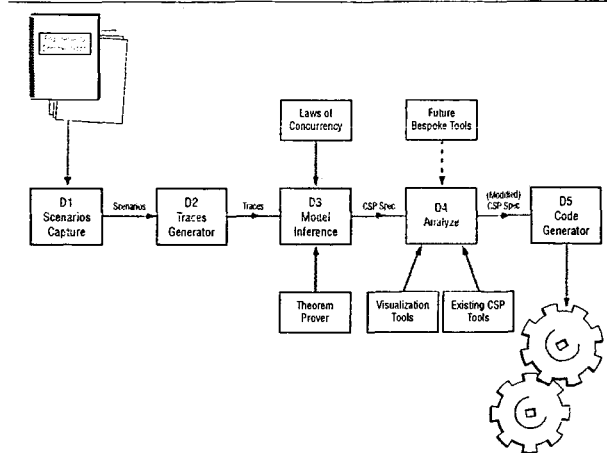 Laws of
Concurrency
Future
Bespoke Tools
D1
Scenarios
Capture
Scenarios
D2
Traces
Generator
Traces
D3
Model
Inference
CSP Spec
D4
Analyze
(Modified)
CSP Spec
D5
Code
Generator
Theorem
Prover
Visualization
Tools
Existing CSP
Tools